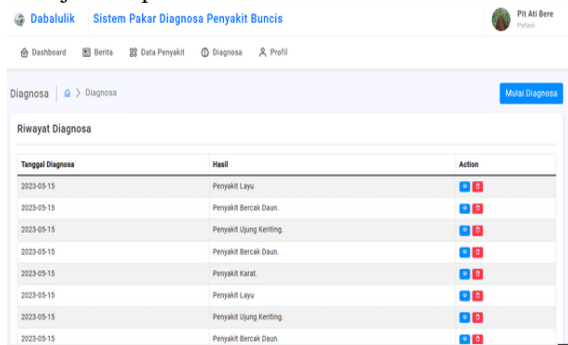 Dabalulik Sistem Pakar Diagnosa Penyakit Buncis Pit Ati Bere
Petani
Dashboard Berita Data Penyakit Diagnosa Profil
Diagnosa > Diagnosa Mulai Diagnosa
Riwayat Diagnosa
Tanggal Diagnosa Hasil Action
2023-05-15 Penyakit Layu
2023-05-15 Penyakit Bercak Daun.
2023-05-15 Penyakit Ujung Keriting.
2023-05-15 Penyakit Bercak Daun.
2023-05-15 Penyakit Karat.
2023-05-15 Penyakit Layu
2023-05-15 Penyakit Ujung Keriting.
2023-05-15 Penyakit Bercak Daun.